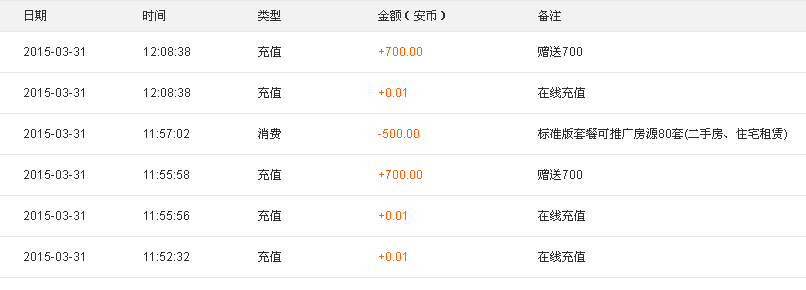 日期 时间 类型 金额（安币） 备注
2015-03-31 12:08:38 充值 +700.00 赠送700
2015-03-31 12:08:38 充值 +0.01 在线充值
2015-03-31 11:57:02 消费 -500.00 标准版套餐可推广房源80套(二手房、住宅租赁)
2015-03-31 11:55:58 充值 +700.00 赠送700
2015-03-31 11:55:56 充值 +0.01 在线充值
2015-03-31 11:52:32 充值 +0.01 在线充值